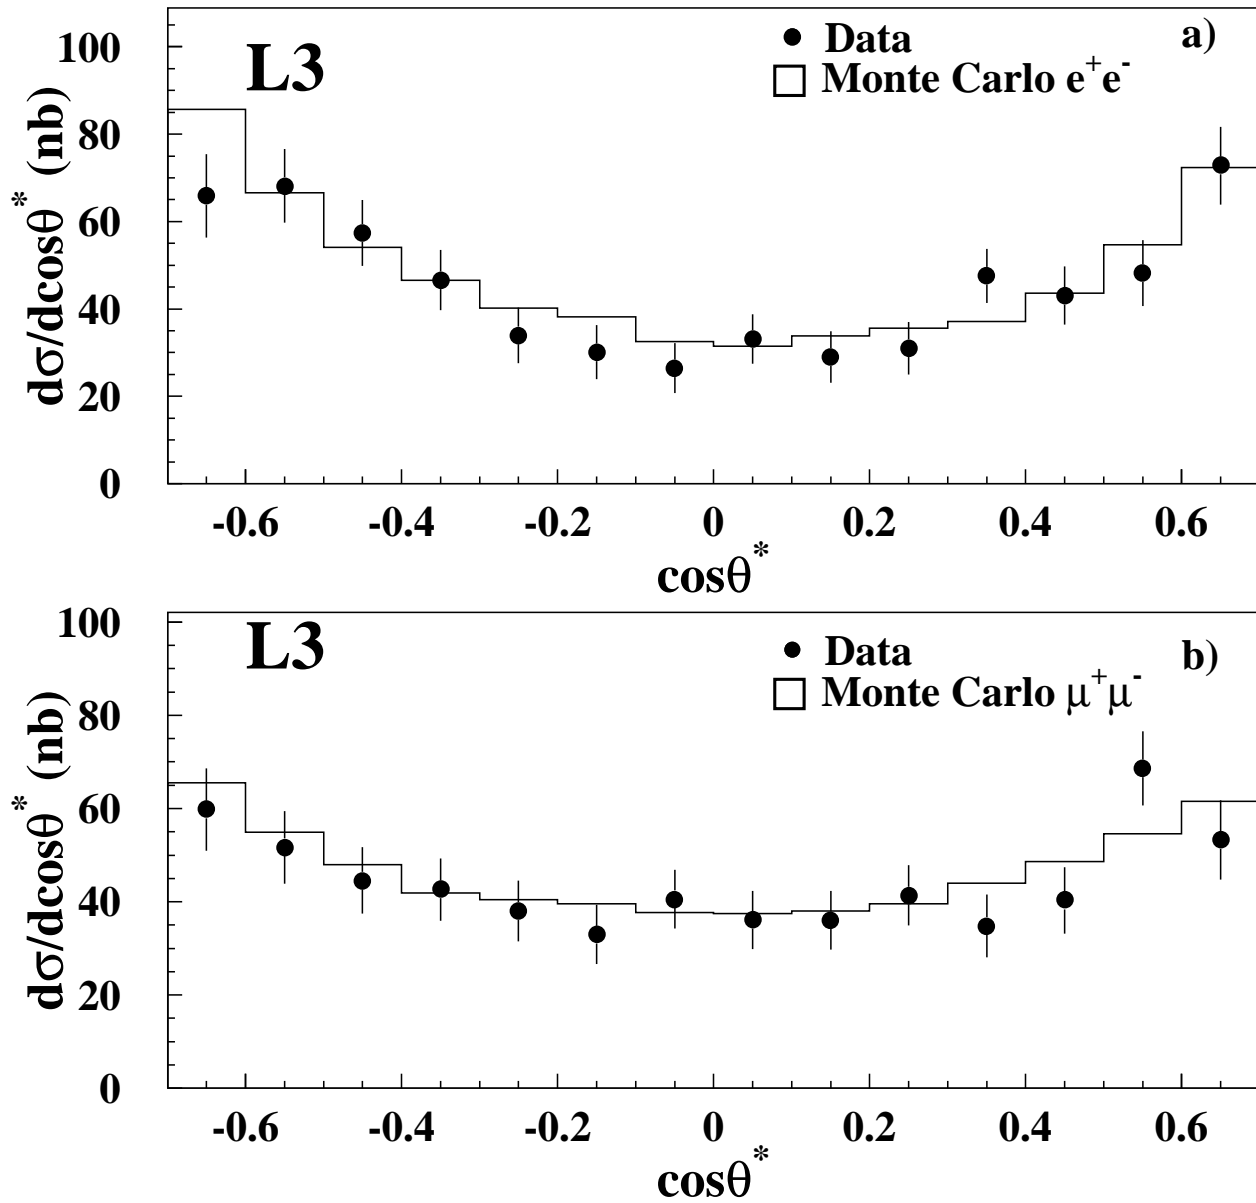 L3
Data
Monte Carlo e⁺e⁻
a)
dσ/dcosθ* (nb)
100
80
60
40
20
0
-0.6 -0.4 -0.2 0 0.2 0.4 0.6
cosθ*
L3
Data
Monte Carlo μ⁺μ⁻
b)
dσ/dcosθ* (nb)
100
80
60
40
20
0
-0.6 -0.4 -0.2 0 0.2 0.4 0.6
cosθ*